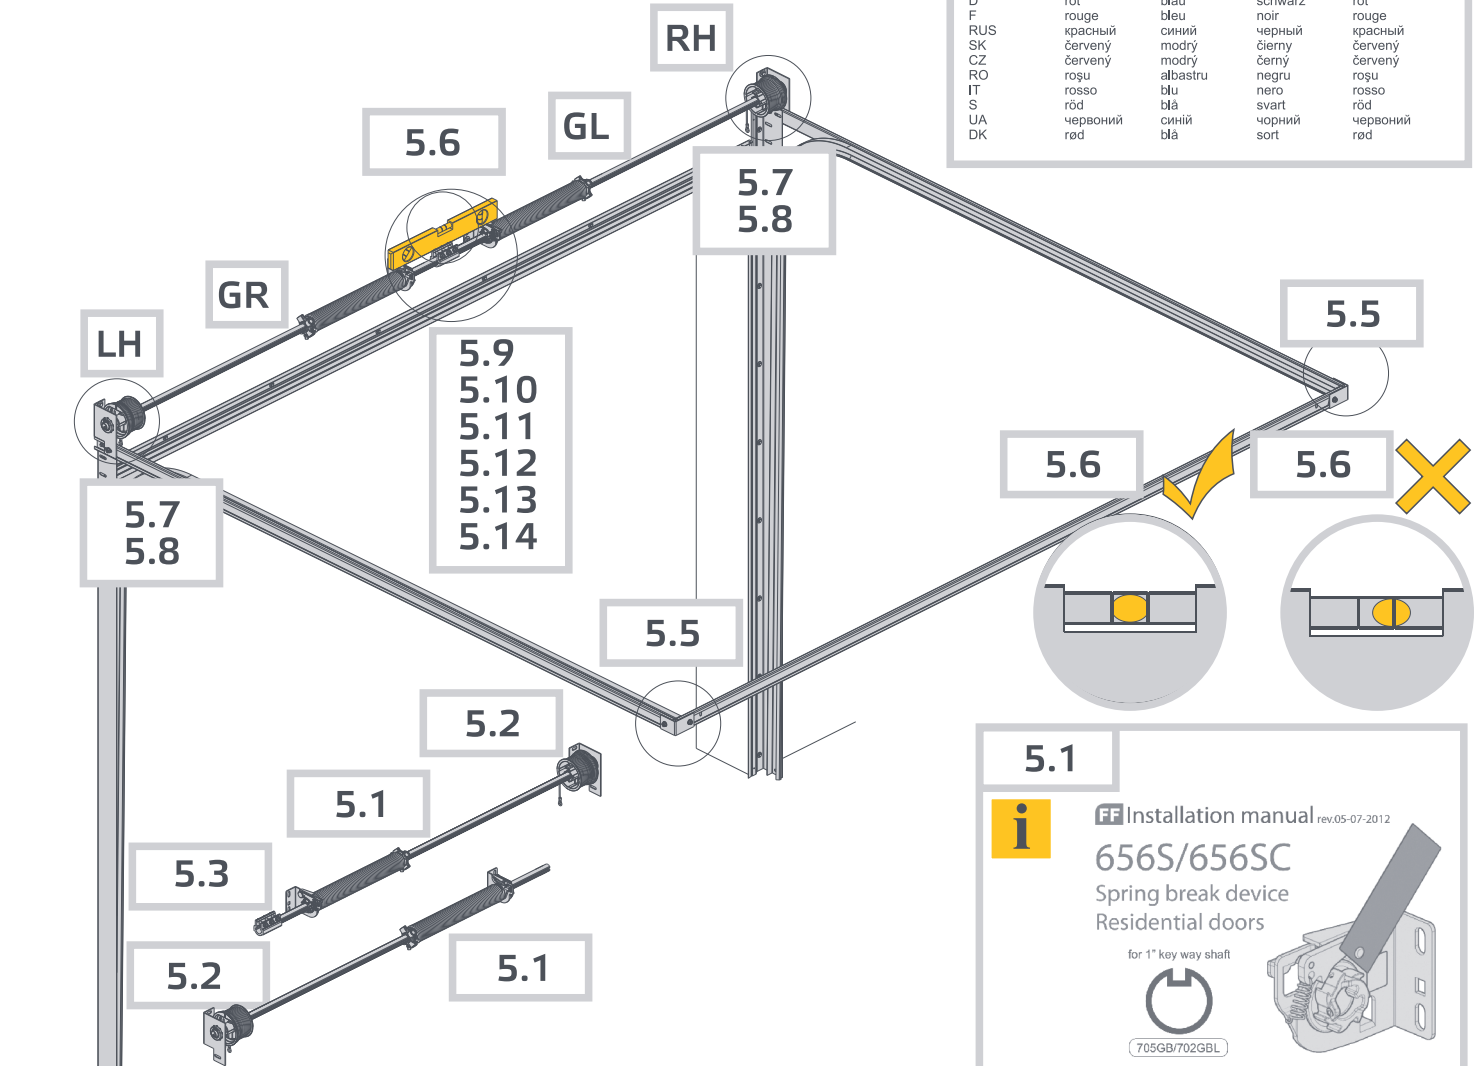 D rot blau schwarz rot
F rouge bleu noir rouge
RUS красный синий черный красный
SK červený modrý čierny červený
CZ červený modrý černý červený
RO roşu albastru negru roşu
IT rosso blu nero rosso
S röd blå svart röd
UA червоний синій чорний червоний
DK rød blå sort rød
RH
GL
5.6
5.7
5.8
GR
LH
5.5
5.9
5.10
5.11
5.12
5.13
5.14
5.6
5.6
5.7
5.8
5.5
5.2
5.1
5.3
5.2
5.1
5.1
i
FF Installation manual rev.05-07-2012
656S/656SC
Spring break device
Residential doors
for 1" key way shaft
705GB/702GBL